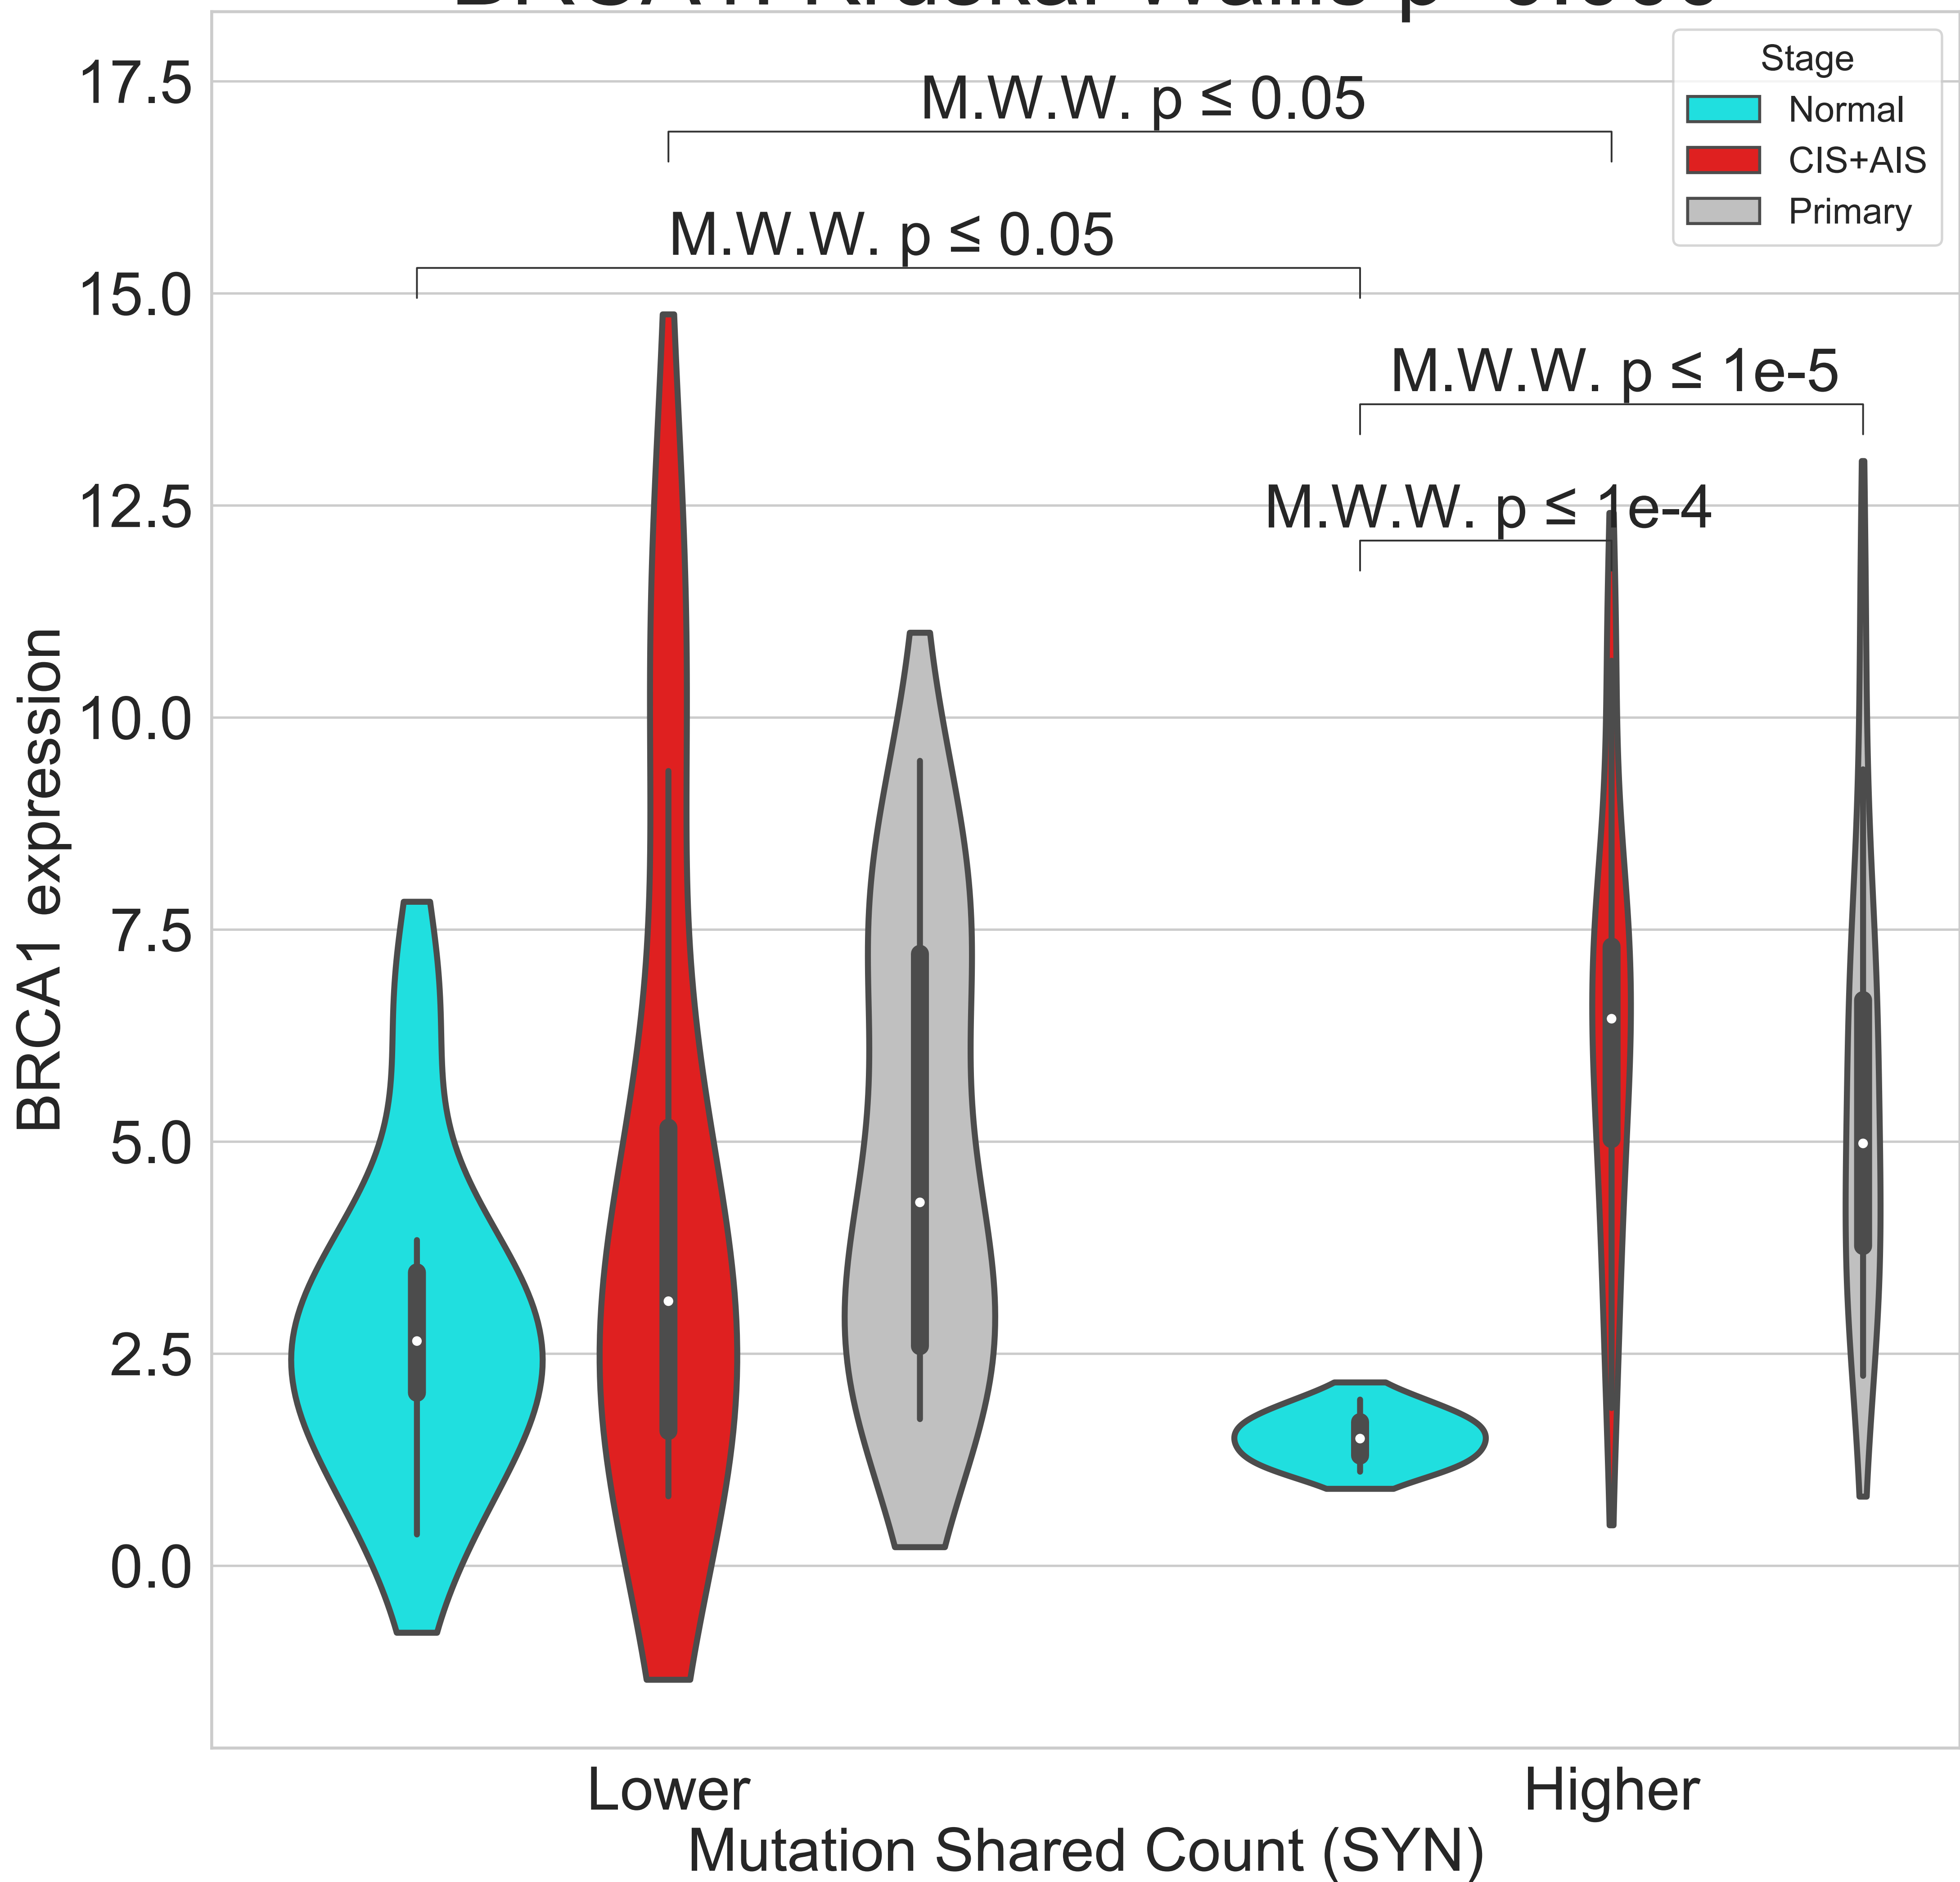 Stage
Normal
CIS+AIS
Primary
M.W.W. p ≤ 0.05
M.W.W. p ≤ 0.05
M.W.W. p ≤ 1e-5
M.W.W. p ≤ 1e-4
17.5
15.0
12.5
10.0
7.5
5.0
2.5
0.0
BRCA1 expression
Lower
Higher
Mutation Shared Count (SYN)